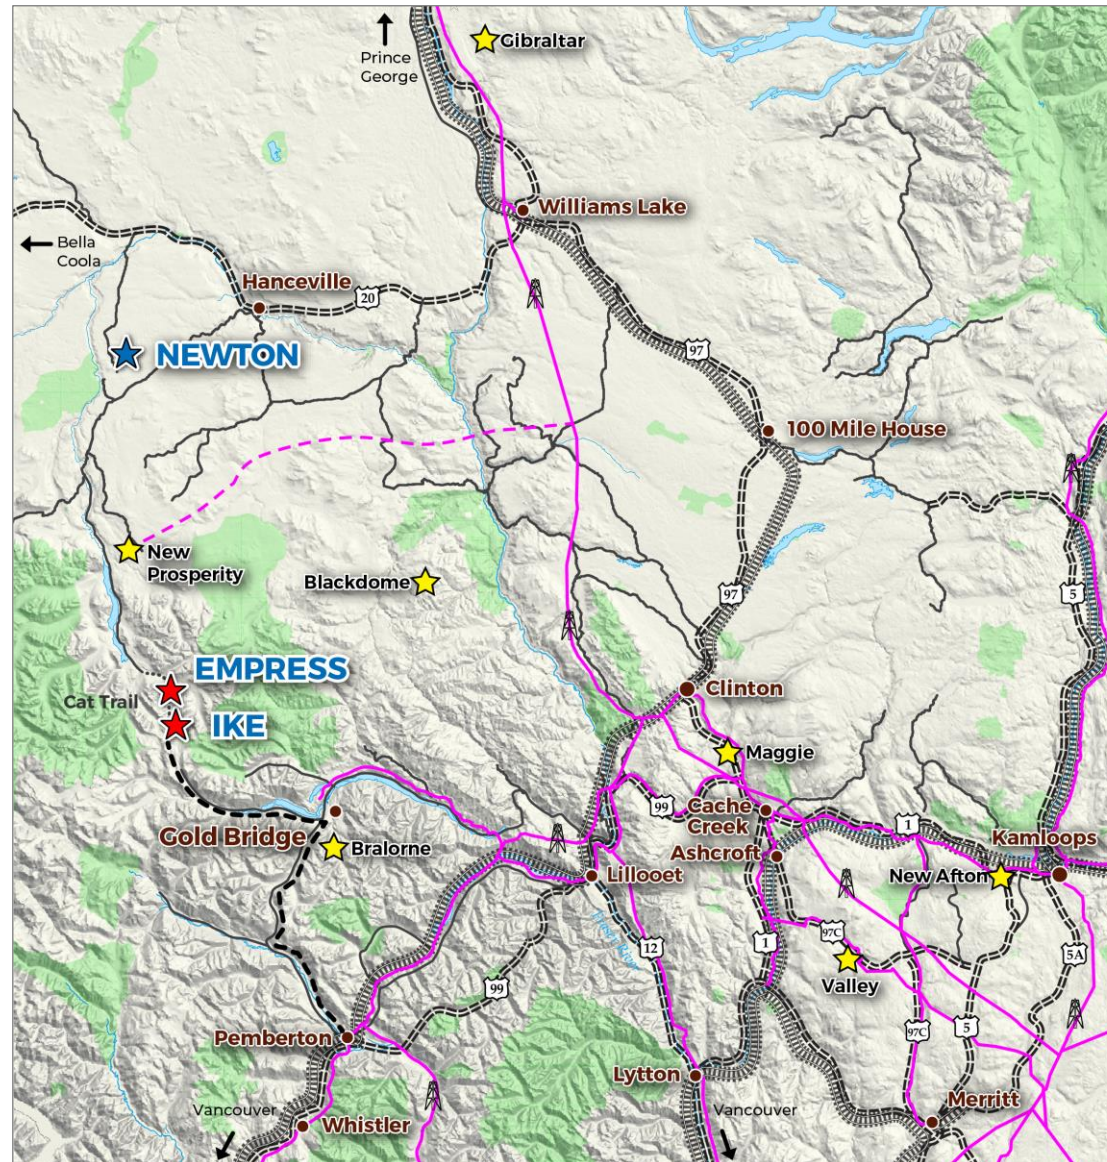 Gibraltar
Prince
George
Williams Lake
Bella
Coola
Hanceville
20
NEWTON
97
100 Mile House
New
Prosperity
Blackdome
97
5
EMPRESS
Cat Trail
IKE
Clinton
Maggie
99
Cache
Creek
1
Kamloops
Gold Bridge
Bralorne
Ashcroft
New Afton
Lillooet
Fraser River
12
1
97C
5A
Valley
99
97C
5
Pemberton
Lytton
Merritt
Vancouver
Whistler
Vancouver